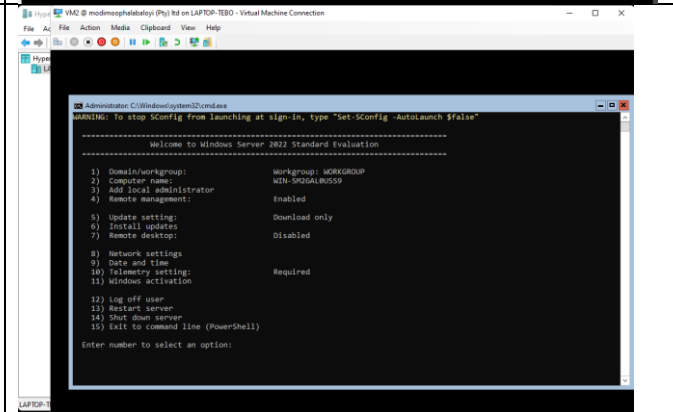 Hype
VM2 @ modimoophalabaloyi (Pty) ltd on LAPTOP-TEBO - Virtual Machine Connection
File
File Action Media Clipboard View Help
Hype
Administrator: C:\Windows\system32\cmd.exe
WARNING: To stop SConfig from launching at sign-in, type "Set-SConfig -AutoLaunch $false"
================================================================
Welcome to Windows Server 2022 Standard Evaluation
================================================================
1) Domain/workgroup: Workgroup: WORKGROUP
2) Computer name: WIN-SM2GAL0US59
3) Add local administrator
4) Remote management: Enabled
5) Update setting: Download only
6) Install updates
7) Remote desktop: Disabled
8) Network settings
9) Date and time
10) Telemetry setting: Required
11) Windows activation
12) Log off user
13) Restart server
14) Shut down server
15) Exit to command line (PowerShell)
Enter number to select an option: